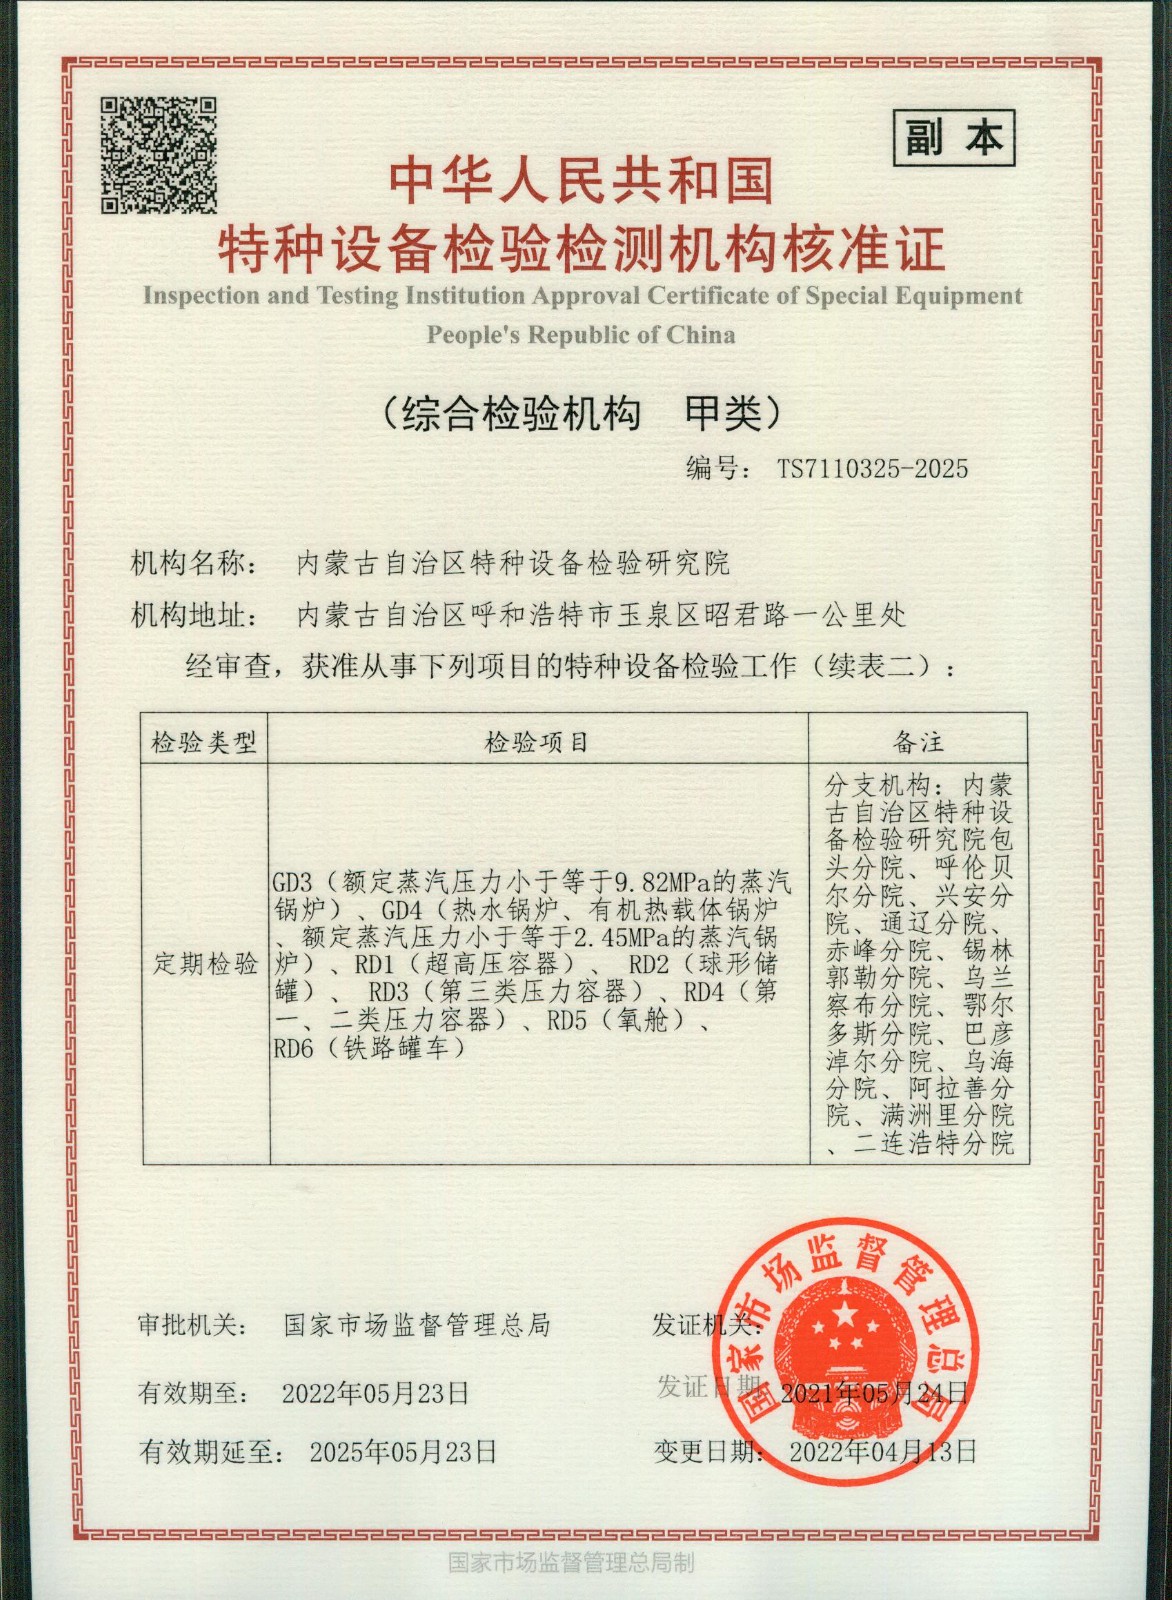 副 本
中华人民共和国
特种设备检验检测机构核准证
Inspection and Testing Institution Approval Certificate of Special Equipment
People's Republic of China
（综合检验机构 甲类）
编号： TS7110325-2025
机构名称： 内蒙古自治区特种设备检验研究院
机构地址： 内蒙古自治区呼和浩特市玉泉区昭君路一公里处
经审查，获准从事下列项目的特种设备检验工作（续表二）：
检验类型
检验项目
备注
定期检验
GD3（额定蒸汽压力小于等于9.82MPa的蒸汽
锅炉）、GD4（热水锅炉、有机热载体锅炉
、额定蒸汽压力小于等于2.45MPa的蒸汽锅
炉）、RD1（超高压容器）、 RD2（球形储
罐）、 RD3（第三类压力容器）、RD4（第
一、二类压力容器）、RD5（氧舱）、
RD6（铁路罐车）
分支机构：内蒙
古自治区特种设
备检验研究院包
头分院、呼伦贝
尔分院、兴安分
院、通辽分院、
赤峰分院、锡林
郭勒分院、乌兰
察布分院、鄂尔
多斯分院、巴彦
淖尔分院、乌海
分院、阿拉善分
院、满洲里分院
、二连浩特分院
审批机关： 国家市场监督管理总局
发证机关：
国家市场监督管理总局
有效期至： 2022年05月23日
发证日期 2021年05月24日
有效期延至： 2025年05月23日
变更日期： 2022年04月13日
国家市场监督管理总局制